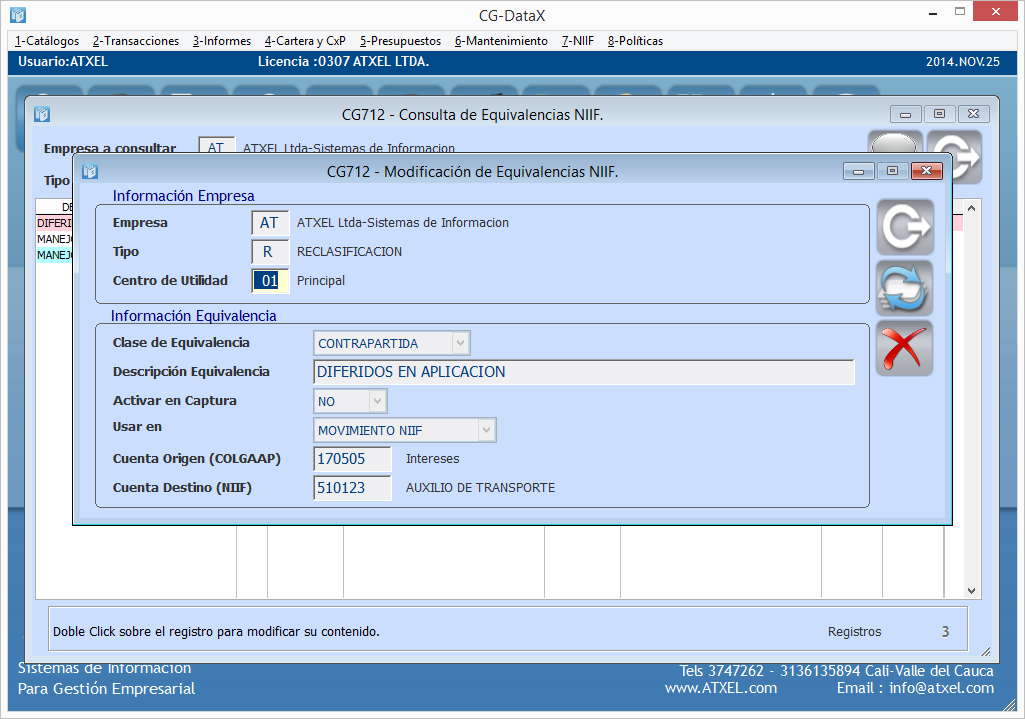 CG-DataX
1-Catálogos 2-Transacciones 3-Informes 4-Cartera y CxP 5-Presupuestos 6-Mantenimiento 7-NIIF 8-Políticas
Usuario:ATXEL Licencia :0307 ATXEL LTDA. 2014.NOV.25
CG712 - Consulta de Equivalencias NIIF.
Empresa a consultar AT ATXEL Ltda-Sistemas de Informacion
Tipo
CG712 - Modificación de Equivalencias NIIF.
Información Empresa
DE
DIFERI
MANEJ
MANEJ
Empresa AT ATXEL Ltda-Sistemas de Informacion
Tipo R RECLASIFICACION
Centro de Utilidad 01 Principal
Información Equivalencia
Clase de Equivalencia CONTRAPARTIDA
Descripción Equivalencia DIFERIDOS EN APLICACION
Activar en Captura NO
Usar en MOVIMIENTO NIIF
Cuenta Origen (COLGAAP) 170505 Intereses
Cuenta Destino (NIIF) 510123 AUXILIO DE TRANSPORTE
Doble Click sobre el registro para modificar su contenido. Registros 3
Sistemas de Información Tels 3747262 - 3136135894 Cali-Valle del Cauca
Para Gestión Empresarial www.ATXEL.com Email : info@atxel.com